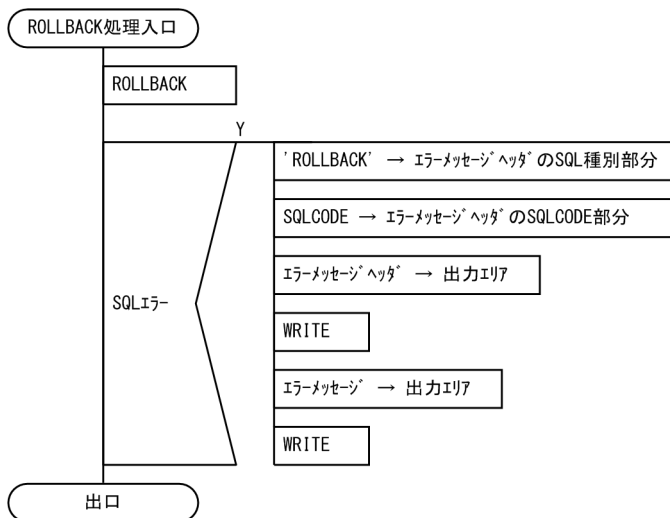 ROLLBACK処理入口
ROLLBACK
Y
'ROLLBACK' → ｴﾗｰﾒｯｾｰｼﾞﾍｯﾀﾞのSQL種別部分
SQLCODE → ｴﾗｰﾒｯｾｰｼﾞﾍｯﾀﾞのSQLCODE部分
ｴﾗｰﾒｯｾｰｼﾞﾍｯﾀﾞ → 出力ｴﾘｱ
SQLｴﾗｰ
WRITE
ｴﾗｰﾒｯｾｰｼﾞ → 出力ｴﾘｱ
WRITE
出口